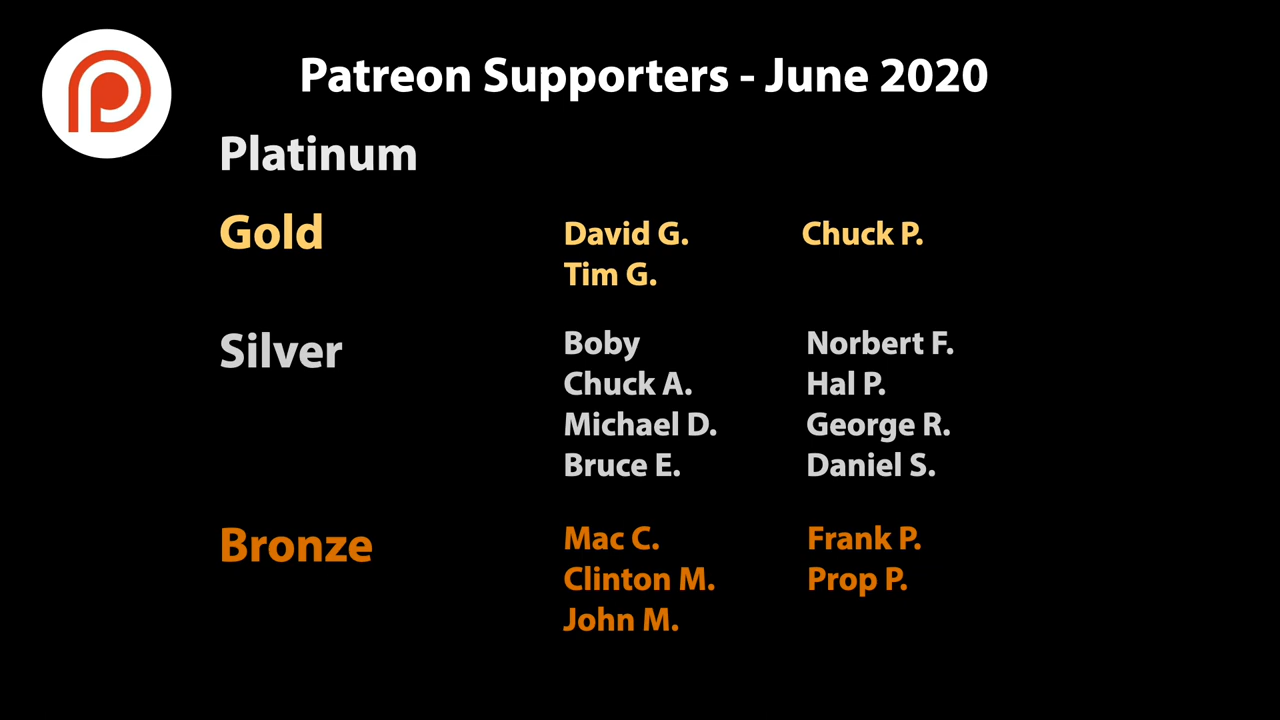 Patreon Supporters - June 2020
Platinum
Gold
David G.
Chuck P.
Tim G.
Silver
Boby
Norbert F.
Chuck A.
Hal P.
Michael D.
George R.
Bruce E.
Daniel S.
Bronze
Mac C.
Frank P.
Clinton M.
Prop P.
John M.